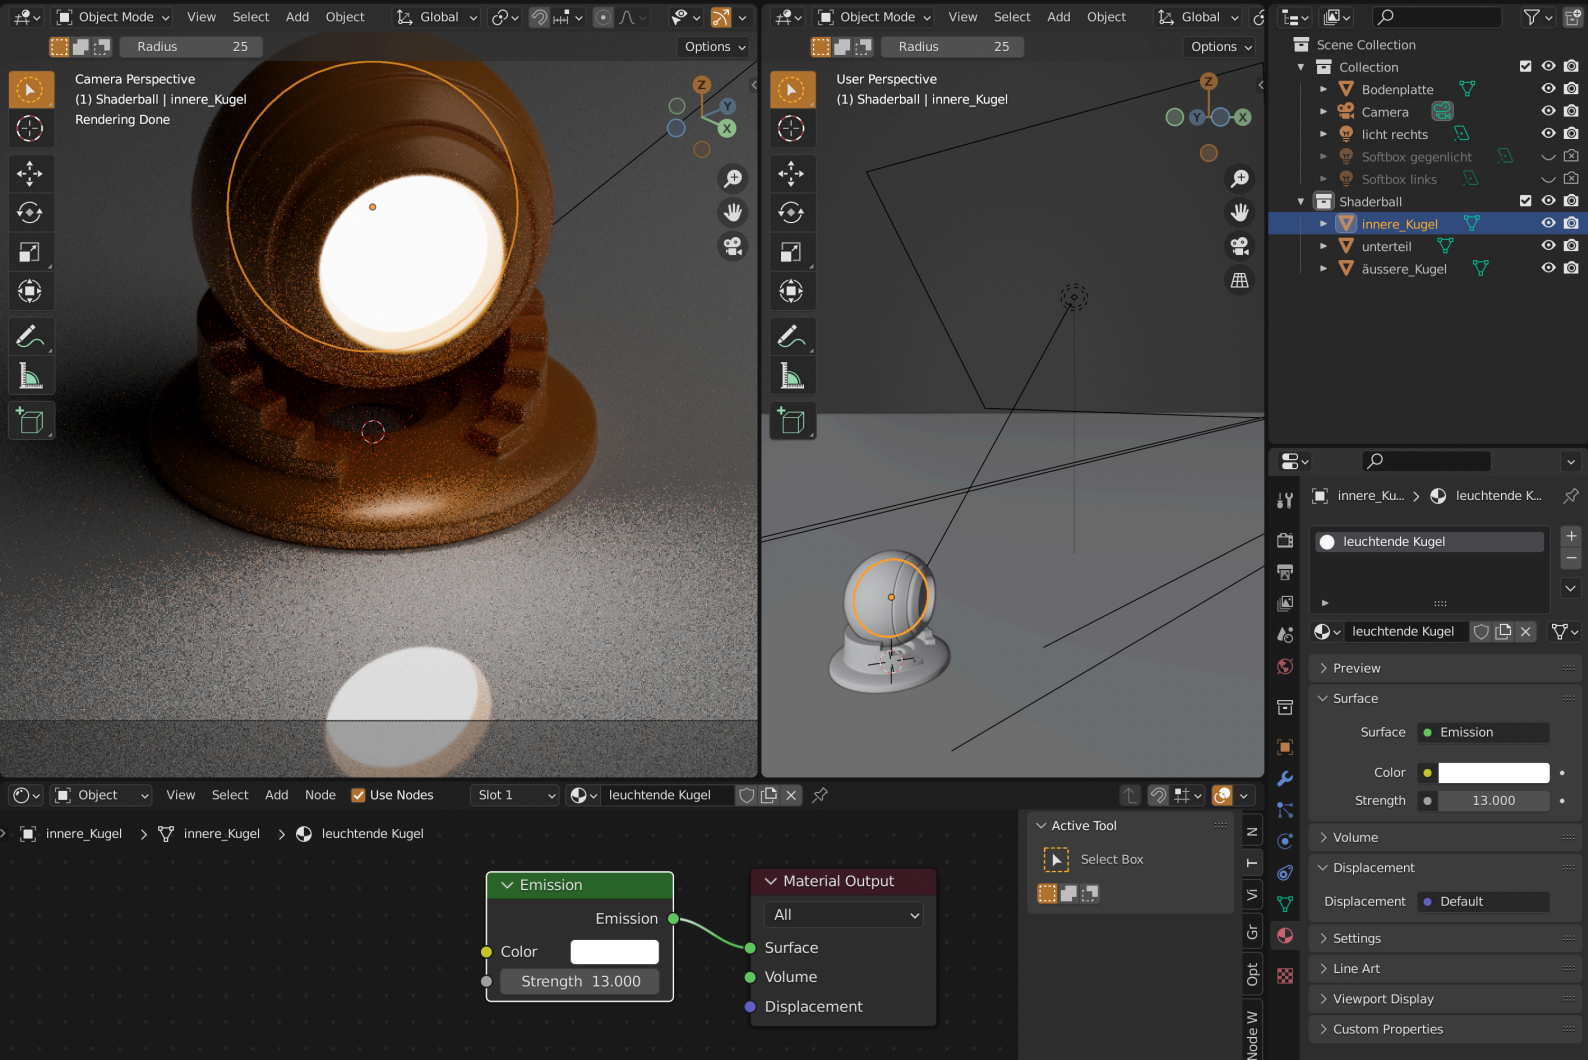 Object Mode View Select Add Object Global
Radius 25 Options
Camera Perspective
(1) Shaderball | innere_Kugel
Rendering Done
Z
Y
X
Object Mode View Select Add Object Global
Radius 25 Options
User Perspective
(1) Shaderball | innere_Kugel
Z
Y X
Scene Collection
Collection
Bodenplatte
Camera
licht rechts
Softbox gegenlicht
Softbox links
Shaderball
innere_Kugel
unterteil
äussere_Kugel
innere_Ku... leuchtende K...
leuchtende Kugel
leuchtende Kugel
Preview
Surface
Surface Emission
Color
Strength 13.000
Volume
Displacement
Displacement Default
Settings
Line Art
Viewport Display
Custom Properties
Object View Select Add Node Use Nodes Slot 1 leuchtende Kugel
innere_Kugel innere_Kugel leuchtende Kugel
Emission
Emission
Color
Strength 13.000
Material Output
All
Surface
Volume
Displacement
Active Tool
Select Box
N
T
Vi
Gr
Opt
Node W